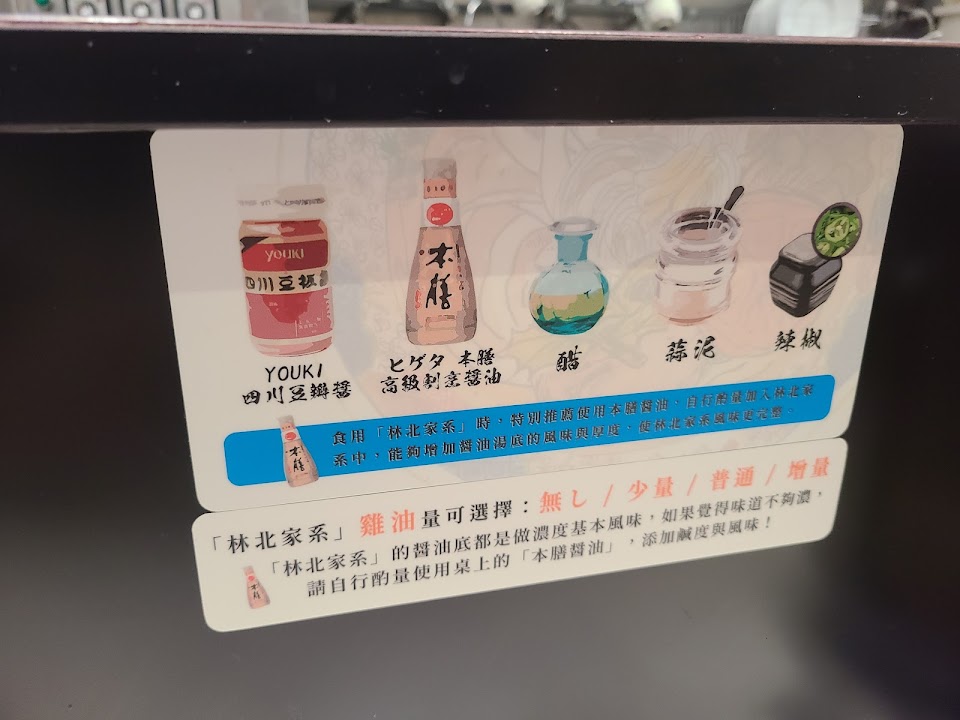 YOUKI
四川豆板醬
本膳
YOUKI
四川豆瓣醬
ヒゲタ 本膳
高級割烹醬油
醋
蒜泥
辣椒
食用「林北家系」時，特別推薦使用本膳醬油，自行酌量加入林北家
系中，能夠增加醬油湯底的風味與厚度，使林北家系風味更完整。
本膳
「林北家系」雞油量可選擇：無し / 少量 / 普通 / 增量
「林北家系」的醬油底都是做濃度基本風味，如果覺得味道不夠濃，
請自行酌量使用桌上的「本膳醬油」，添加鹹度與風味！
本膳